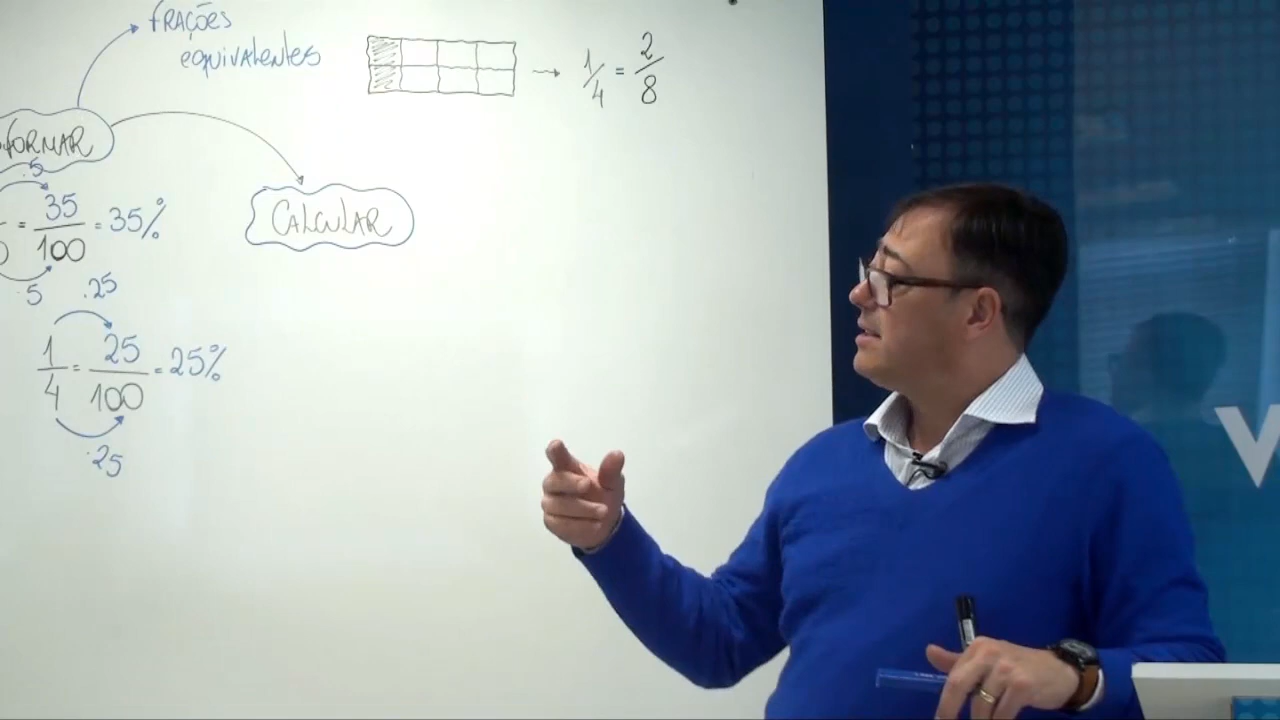 frações
equivalentes
1/4 = 2/8
FORMAR
.5
= 35/100 = 35%
5
CALCULAR
.25
1/4 = 25/100 = 25%
.25
V